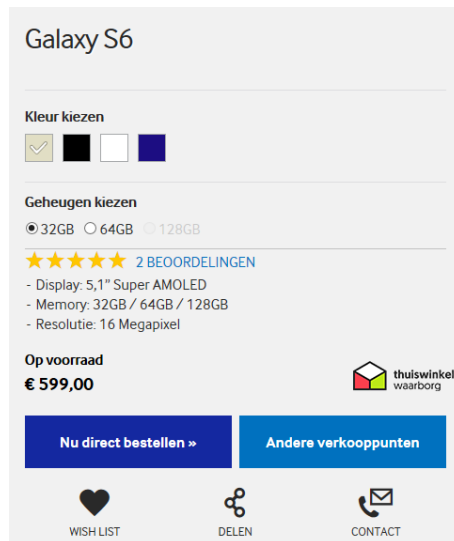 Galaxy S6
Kleur kiezen
Geheugen kiezen
32GB 64GB 128GB
2 BEOORDELINGEN
- Display: 5,1" Super AMOLED
- Memory: 32GB / 64GB / 128GB
- Resolutie: 16 Megapixel
Op voorraad
€ 599,00
thuiswinkel
waarborg
Nu direct bestellen »
Andere verkooppunten
WISH LIST
DELEN
CONTACT